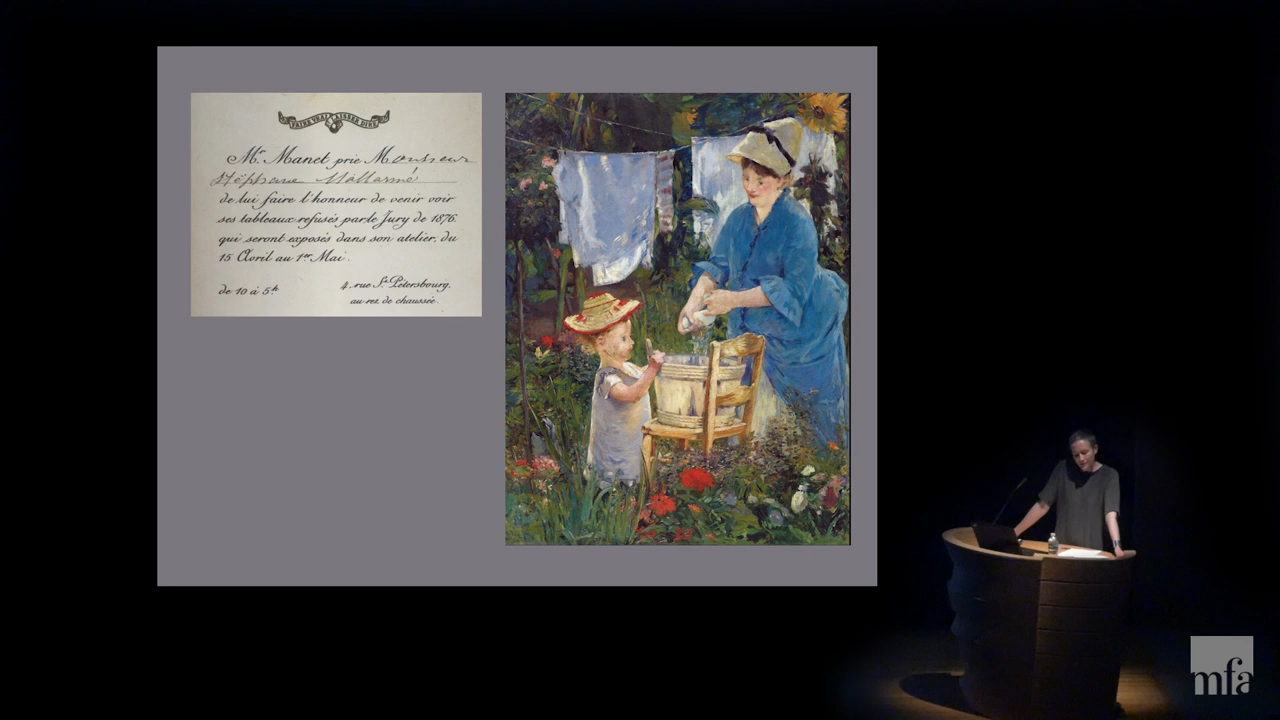 FAIRE VRAI LAISSER DIRE
Mr. Manet prie Monsieur
Stéphane Mallarmé
de lui faire l'honneur de venir voir
ses tableaux refusés par le Jury de 1876.
qui seront exposés dans son atelier, du
15 Avril au 1er Mai.
de 10 à 5h
4. rue St. Pétersbourg.
au rez de chaussée.
mfa